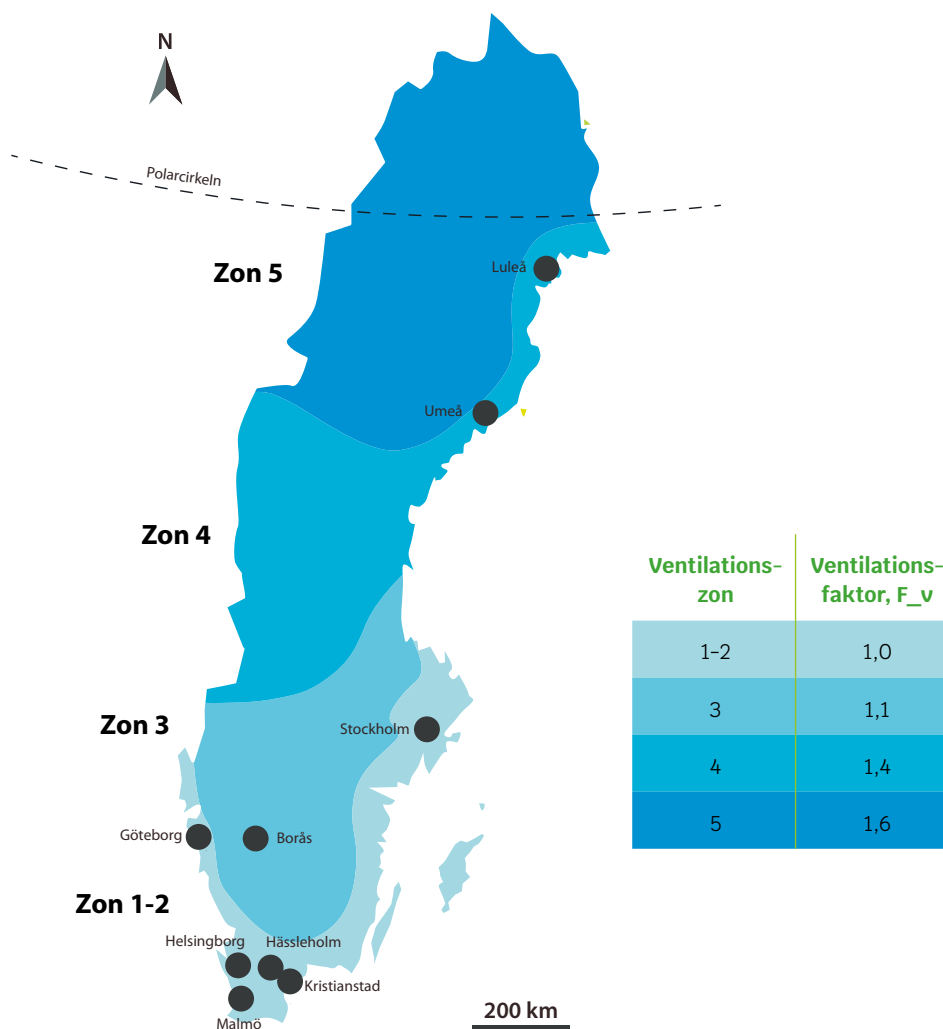 N
Polarcirkeln
Zon 5
Luleå
Umeå
Zon 4
Ventilations-
zon
Ventilations-
faktor, F_v
1–2
1,0
3
1,1
4
1,4
5
1,6
Zon 3
Stockholm
Göteborg
Borås
Zon 1-2
Helsingborg
Hässleholm
Kristianstad
Malmö
200 km